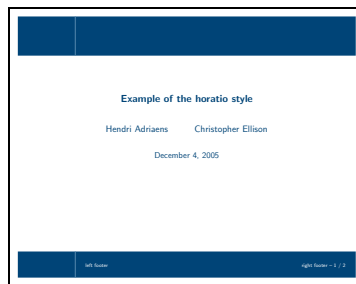 Example of the horatio style
Hendri Adriaens Christopher Ellison
December 4, 2005
left footer right footer – 1 / 2